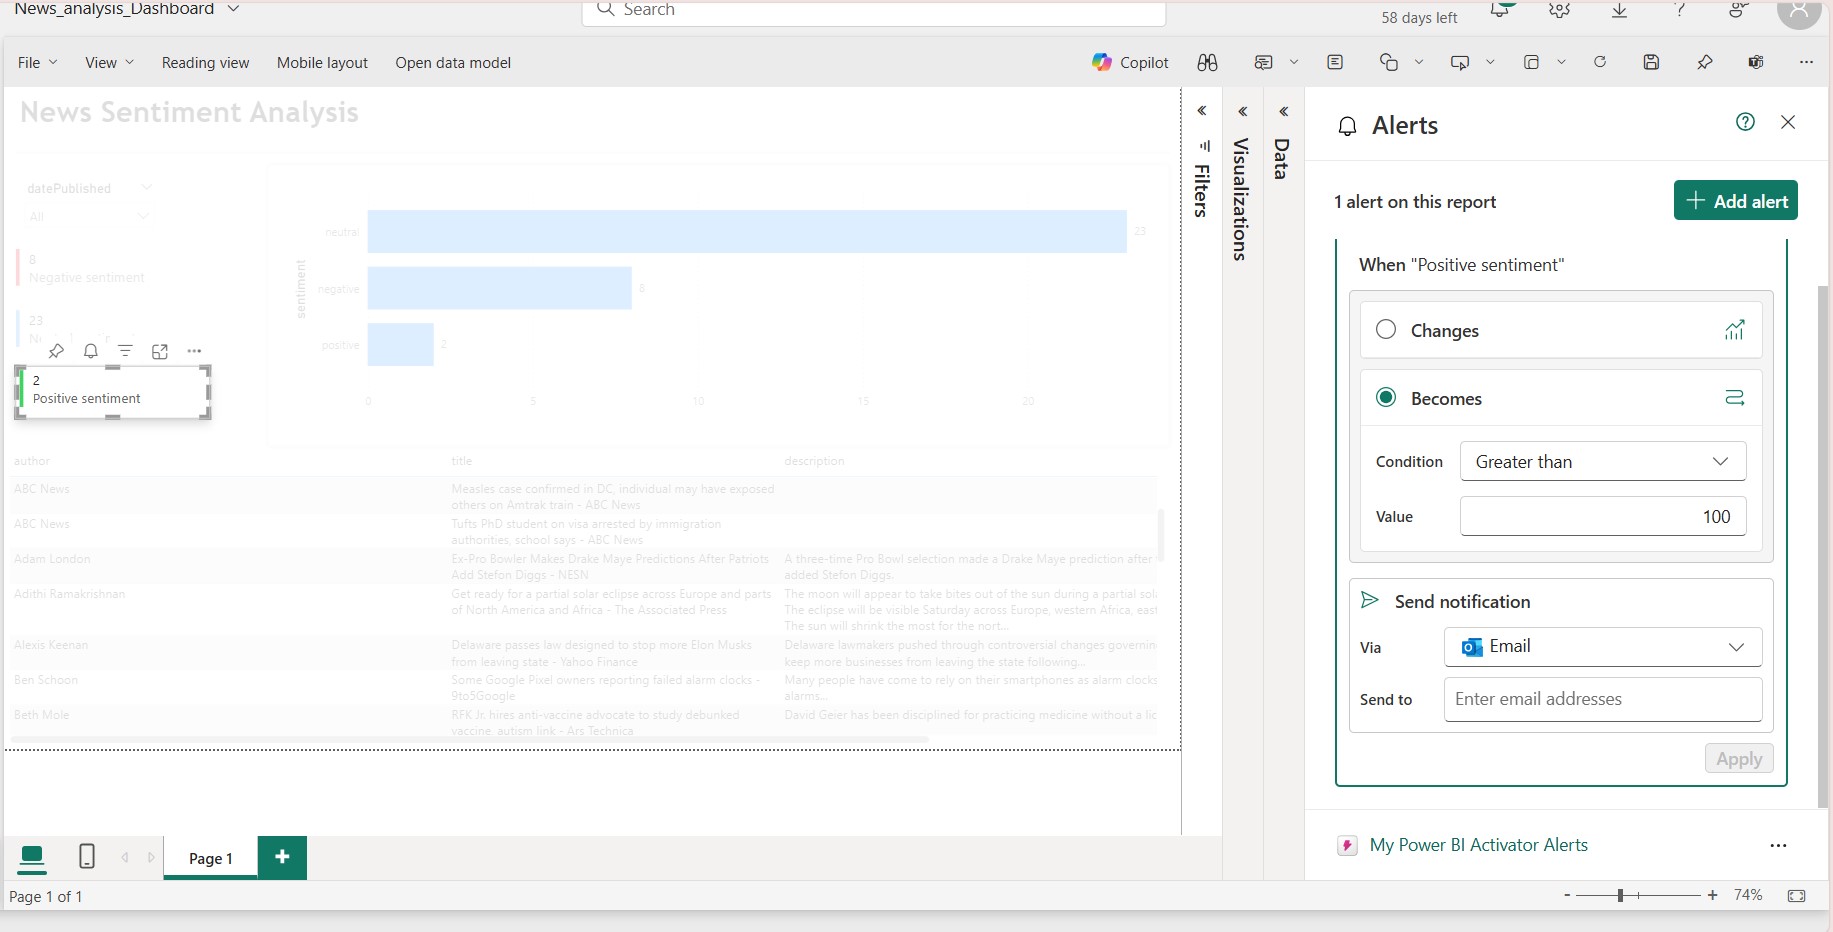 News_analysis_Dashboard
Search
58 days left
File
View
Reading view
Mobile layout
Open data model
Copilot
News Sentiment Analysis
datePublished
All
8
Negative sentiment
23
2
Positive sentiment
sentiment
neutral
23
negative
8
positive
2
0
5
10
15
20
author
title
description
ABC News
Measles case confirmed in DC, individual may have exposed
others on Amtrak train - ABC News
ABC News
Tufts PhD student on visa arrested by immigration
authorities, school says - ABC News
Adam London
Ex-Pro Bowler Makes Drake Maye Predictions After Patriots
Add Stefon Diggs - NESN
A three-time Pro Bowl selection made a Drake Maye prediction after
added Stefon Diggs.
Adithi Ramakrishnan
Get ready for a partial solar eclipse across Europe and parts
of North America and Africa - The Associated Press
The moon will appear to take bites out of the sun during a partial sol
The eclipse will be visible Saturday across Europe, western Africa, east
The sun will shrink the most for the nort...
Alexis Keenan
Delaware passes law designed to stop more Elon Musks
from leaving state - Yahoo Finance
Delaware lawmakers pushed through controversial changes governin
keep more businesses from leaving the state following...
Ben Schoon
Some Google Pixel owners reporting failed alarm clocks -
9to5Google
Many people have come to rely on their smartphones as alarm clocks
alarms...
Beth Mole
RFK Jr. hires anti-vaccine advocate to study debunked
vaccine, autism link - Ars Technica
David Geier has been disciplined for practicing medicine without a lic
Filters
Visualizations
Data
Alerts
1 alert on this report
Add alert
When "Positive sentiment"
Changes
Becomes
Condition
Greater than
Value
100
Send notification
Via
Email
Send to
Enter email addresses
Apply
My Power BI Activator Alerts
Page 1
Page 1 of 1
74%